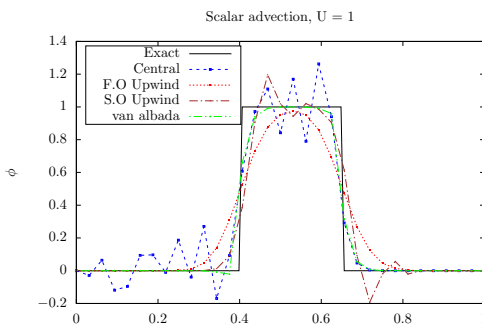 Scalar advection, U = 1
1.4
1.2
1
0.8
0.6
0.4
0.2
0
−0.2
ϕ
Exact
Central
F.O Upwind
S.O Upwind
van albada
0 0.2 0.4 0.6 0.8 1